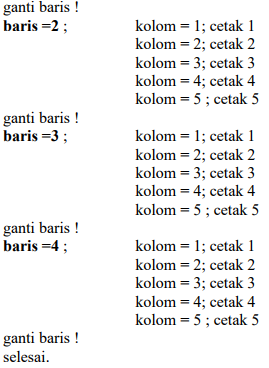 ganti baris !
baris =2 ; kolom = 1; cetak 1
kolom = 2; cetak 2
kolom = 3; cetak 3
kolom = 4; cetak 4
kolom = 5 ; cetak 5
ganti baris !
baris =3 ; kolom = 1; cetak 1
kolom = 2; cetak 2
kolom = 3; cetak 3
kolom = 4; cetak 4
kolom = 5 ; cetak 5
ganti baris !
baris =4 ; kolom = 1; cetak 1
kolom = 2; cetak 2
kolom = 3; cetak 3
kolom = 4; cetak 4
kolom = 5 ; cetak 5
ganti baris !
selesai.